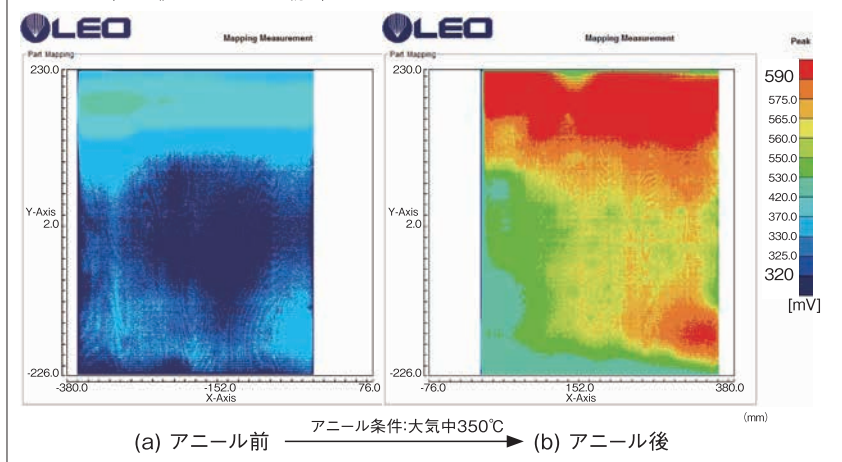 LEO
Mapping Measurement
Part Mapping
230.0
Y-Axis
2.0
-226.0
-380.0
-152.0
76.0
X-Axis
LEO
Mapping Measurement
Part Mapping
230.0
Y-Axis
2.0
-226.0
-76.0
152.0
380.0
X-Axis
Peak
590
575.0
565.0
560.0
550.0
530.0
420.0
370.0
330.0
325.0
320
[mV]
(mm)
(a) アニール前
アニール条件:大気中350℃
(b) アニール後